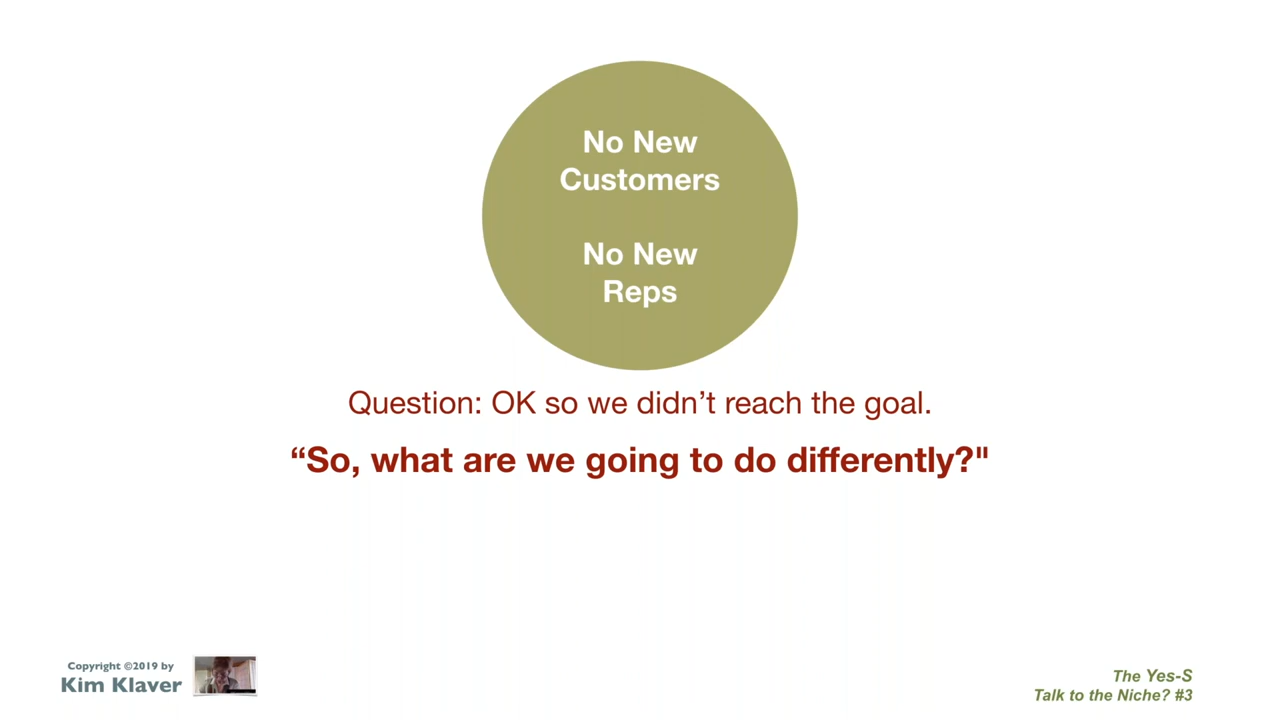 No New
Customers
No New
Reps
Question: OK so we didn’t reach the goal.
“So, what are we going to do differently?"
Copyright ©2019 by
Kim Klaver
The Yes-S
Talk to the Niche? #3